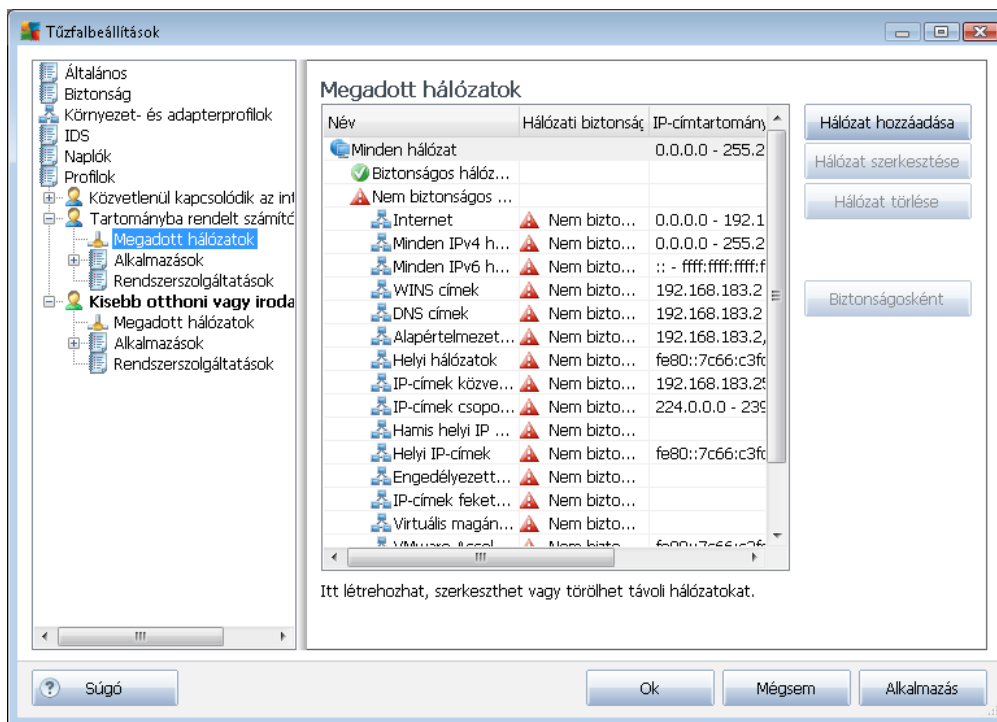 Tűzfalbeállítások
Általános
Biztonság
Környezet- és adapterprofilok
IDS
Naplók
Profilok
Közvetlenül kapcsolódik az int
Tartományba rendelt számító
Megadott hálózatok
Alkalmazások
Rendszerszolgáltatások
Kisebb otthoni vagy iroda
Megadott hálózatok
Alkalmazások
Rendszerszolgáltatások
Megadott hálózatok
Név Hálózati biztonság IP-címtartomány
Minden hálózat 0.0.0.0 - 255.2
Biztonságos hálóz...
Nem biztonságos ...
Internet Nem bizto... 0.0.0.0 - 192.1
Minden IPv4 h... Nem bizto... 0.0.0.0 - 255.2
Minden IPv6 h... Nem bizto... :: - ffff:ffff:ffff:f
WINS címek Nem bizto... 192.168.183.2
DNS címek Nem bizto... 192.168.183.2
Alapértelmezet... Nem bizto... 192.168.183.2,
Helyi hálózatok Nem bizto... fe80::7c66:c3fd
IP-címek közve... Nem bizto... 192.168.183.25
IP-címek csopo... Nem bizto... 224.0.0.0 - 239
Hamis helyi IP ... Nem bizto...
Helyi IP-címek Nem bizto... fe80::7c66:c3fd
Engedélyezett... Nem bizto...
IP-címek feket... Nem bizto...
Virtuális magán... Nem bizto...
VMware Accel Nem bizto...
Itt létrehozhat, szerkeszthet vagy törölhet távoli hálózatokat.
Hálózat hozzáadása
Hálózat szerkesztése
Hálózat törlése
Biztonságosként
Súgó
Ok
Mégsem
Alkalmazás